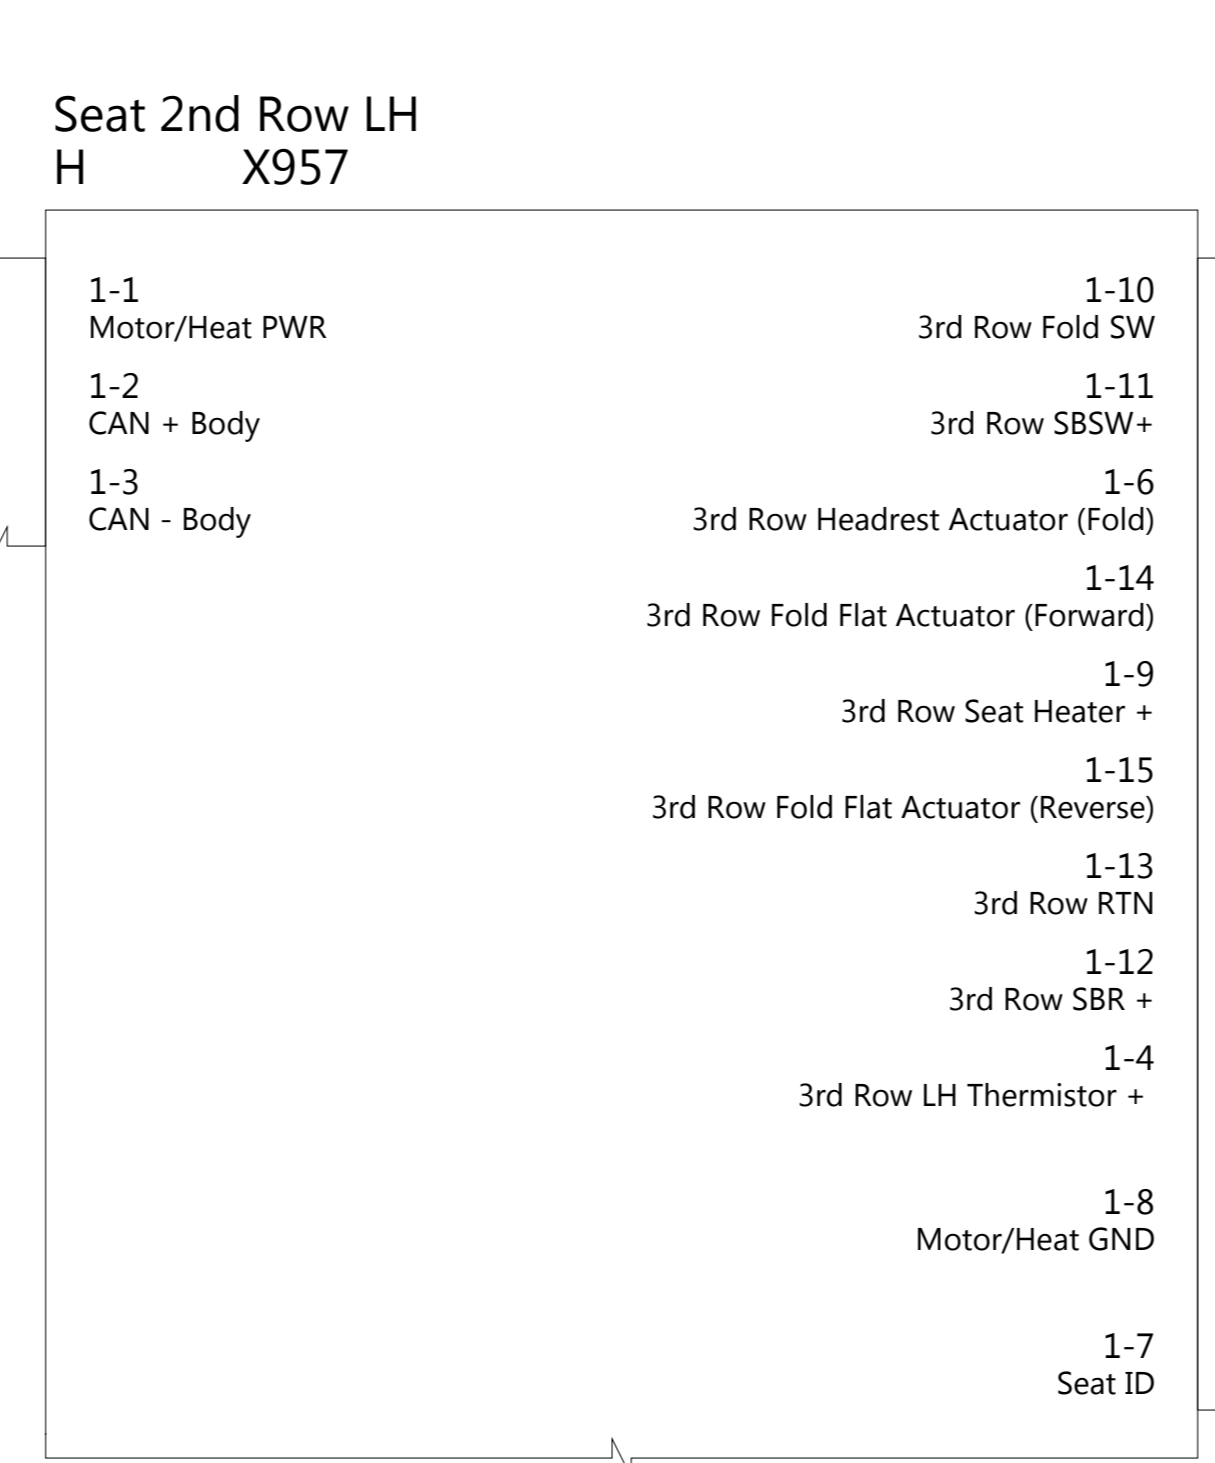 Seat 2nd Row LH
H X957
1-1
Motor/Heat PWR
1-2
CAN + Body
1-3
CAN - Body
1-10
3rd Row Fold SW
1-11
3rd Row SBSW+
1-6
3rd Row Headrest Actuator (Fold)
1-14
3rd Row Fold Flat Actuator (Forward)
1-9
3rd Row Seat Heater +
1-15
3rd Row Fold Flat Actuator (Reverse)
1-13
3rd Row RTN
1-12
3rd Row SBR +
1-4
3rd Row LH Thermistor +
1-8
Motor/Heat GND
1-7
Seat ID